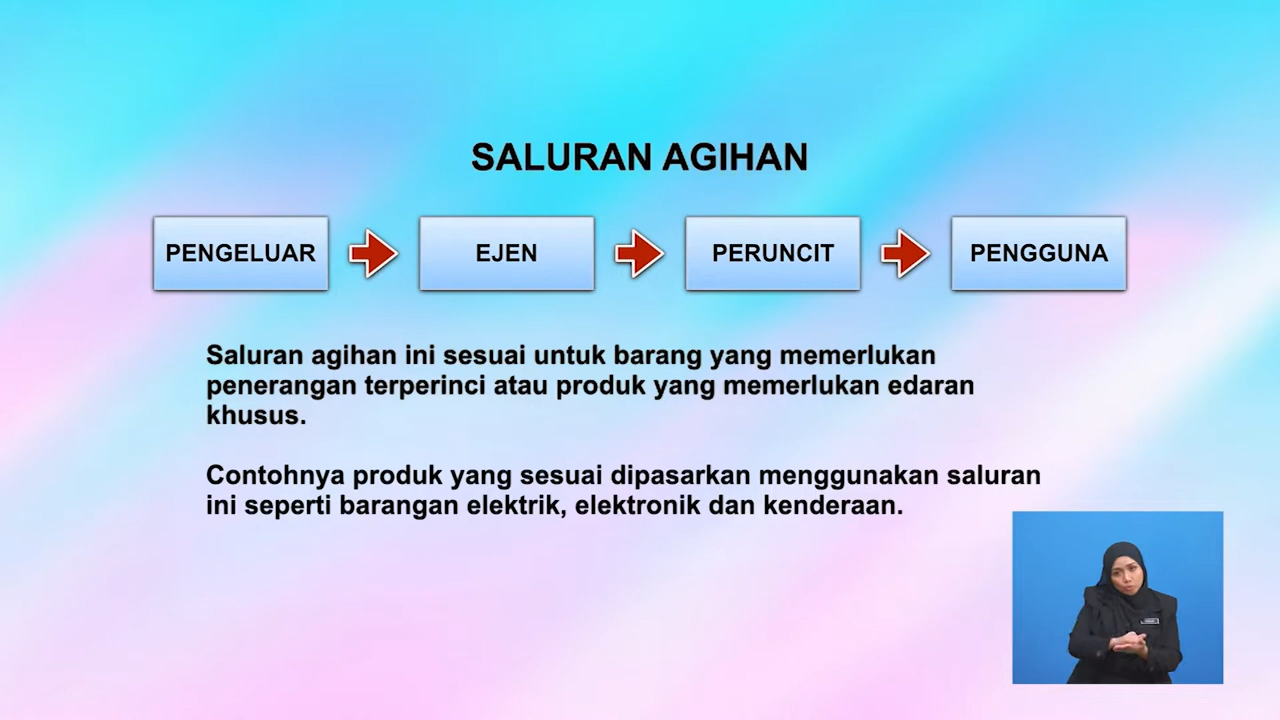 SALURAN AGIHAN
PENGELUAR
EJEN
PERUNCIT
PENGGUNA
Saluran agihan ini sesuai untuk barang yang memerlukan
penerangan terperinci atau produk yang memerlukan edaran
khusus.
Contohnya produk yang sesuai dipasarkan menggunakan saluran
ini seperti barangan elektrik, elektronik dan kenderaan.